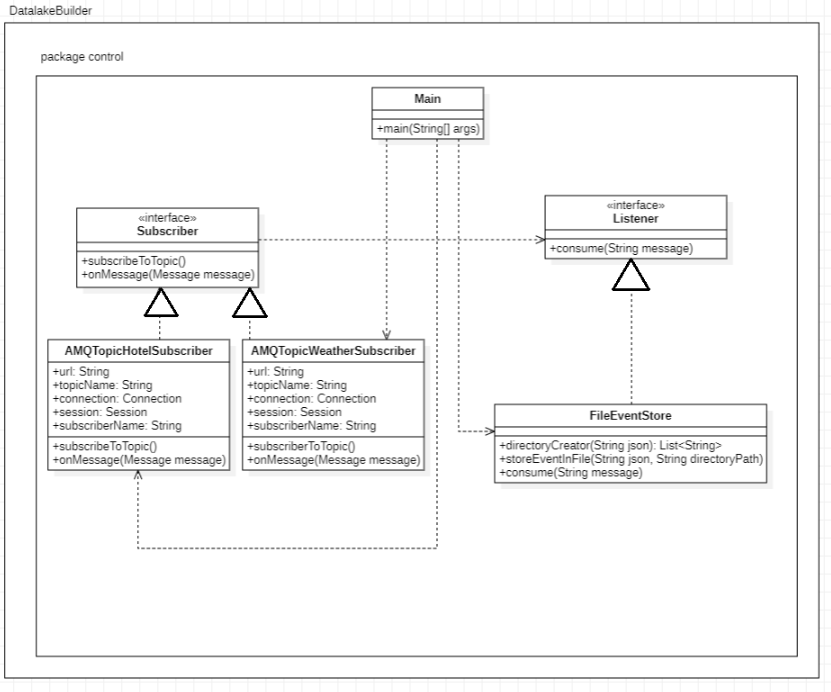 DatalakeBuilder
package control
Main
+main(String[] args)
«interface»
Subscriber
+subscribeToTopic()
+onMessage(Message message)
«interface»
Listener
+consume(String message)
AMQTopicHotelSubscriber
+url: String
+topicName: String
+connection: Connection
+session: Session
+subscriberName: String
+subscribeToTopic()
+onMessage(Message message)
AMQTopicWeatherSubscriber
+url: String
+topicName: String
+connection: Connection
+session: Session
+subscriberName: String
+subscriberToTopic()
+onMessage(Message message)
FileEventStore
+directoryCreator(String json): List<String>
+storeEventInFile(String json, String directoryPath)
+consume(String message)